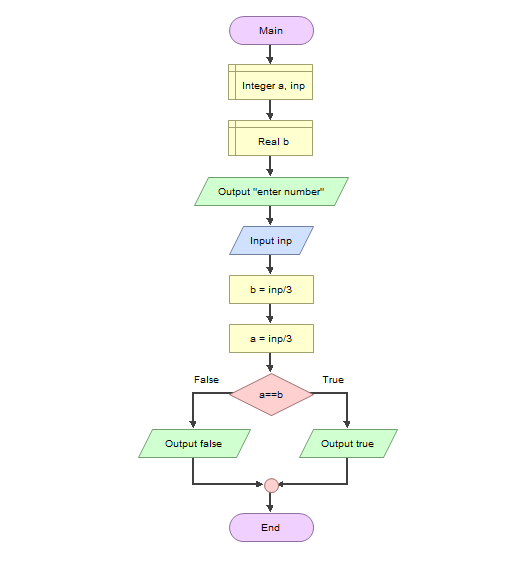 Main
Integer a, inp
Real b
Output "enter number"
Input inp
b = inp/3
a = inp/3
False
True
a==b
Output false
Output true
End